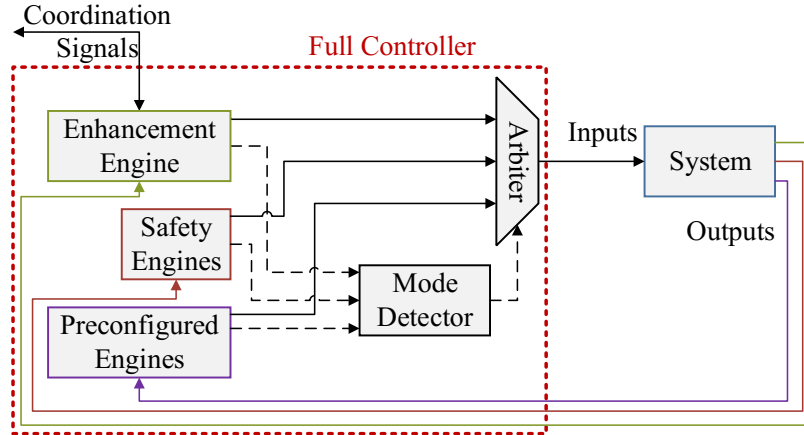 Coordination
Signals
Full Controller
Enhancement
Engine
Arbiter
Inputs
System
Safety
Engines
Outputs
Mode
Detector
Preconfigured
Engines